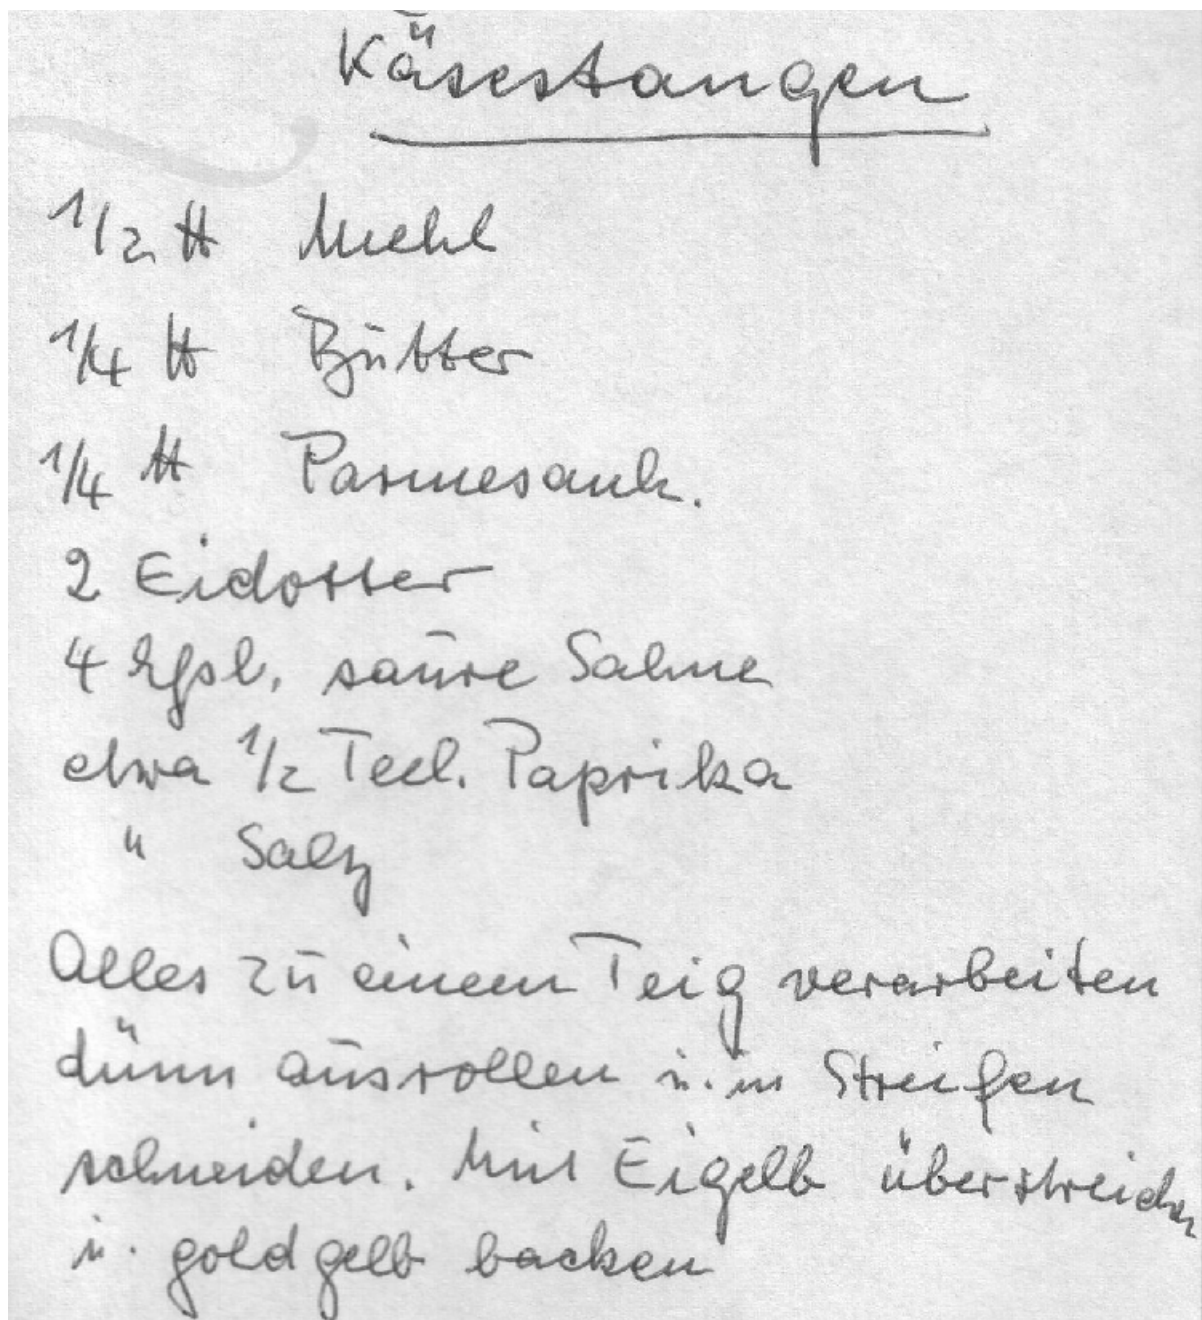 Käsestangen
1/2 ℔ Mehl
1/4 ℔ Butter
1/4 ℔ Parmesank.
2 Eidotter
4 Eßl. saure Sahne
etwa 1/2 Teel. Paprika
" Salz
Alles zu einem Teig verarbeiten
dünn ausrollen u. in Streifen
schneiden. Mit Eigelb überstreichen
u. goldgelb backen